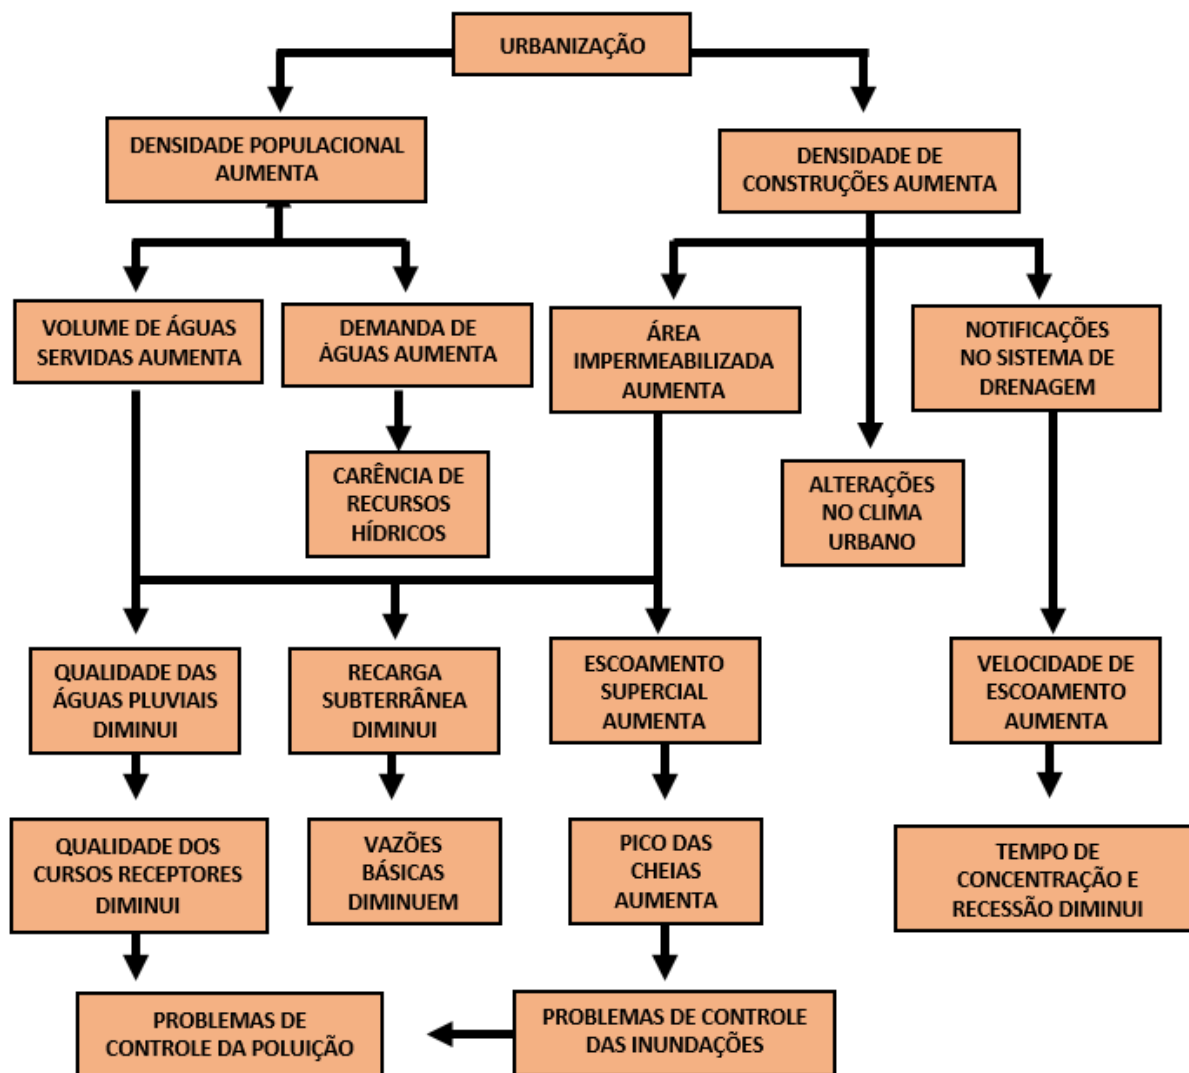 URBANIZAÇÃO
DENSIDADE POPULACIONAL
AUMENTA
DENSIDADE DE
CONSTRUÇÕES AUMENTA
VOLUME DE ÁGUAS
SERVIDAS AUMENTA
DEMANDA DE
ÁGUAS AUMENTA
ÁREA
IMPERMEABILIZADA
AUMENTA
NOTIFICAÇÕES
NO SISTEMA DE
DRENAGEM
CARÊNCIA DE
RECURSOS
HÍDRICOS
ALTERAÇÕES
NO CLIMA
URBANO
QUALIDADE DAS
ÁGUAS PLUVIAIS
DIMINUI
RECARGA
SUBTERRÂNEA
DIMINUI
ESCOAMENTO
SUPERCIAL
AUMENTA
VELOCIDADE DE
ESCOAMENTO
AUMENTA
QUALIDADE DOS
CURSOS RECEPTORES
DIMINUI
VAZÕES
BÁSICAS
DIMINUEM
PICO DAS
CHEIAS
AUMENTA
TEMPO DE
CONCENTRAÇÃO E
RECESSÃO DIMINUI
PROBLEMAS DE
CONTROLE DA POLUIÇÃO
PROBLEMAS DE CONTROLE
DAS INUNDAÇÕES